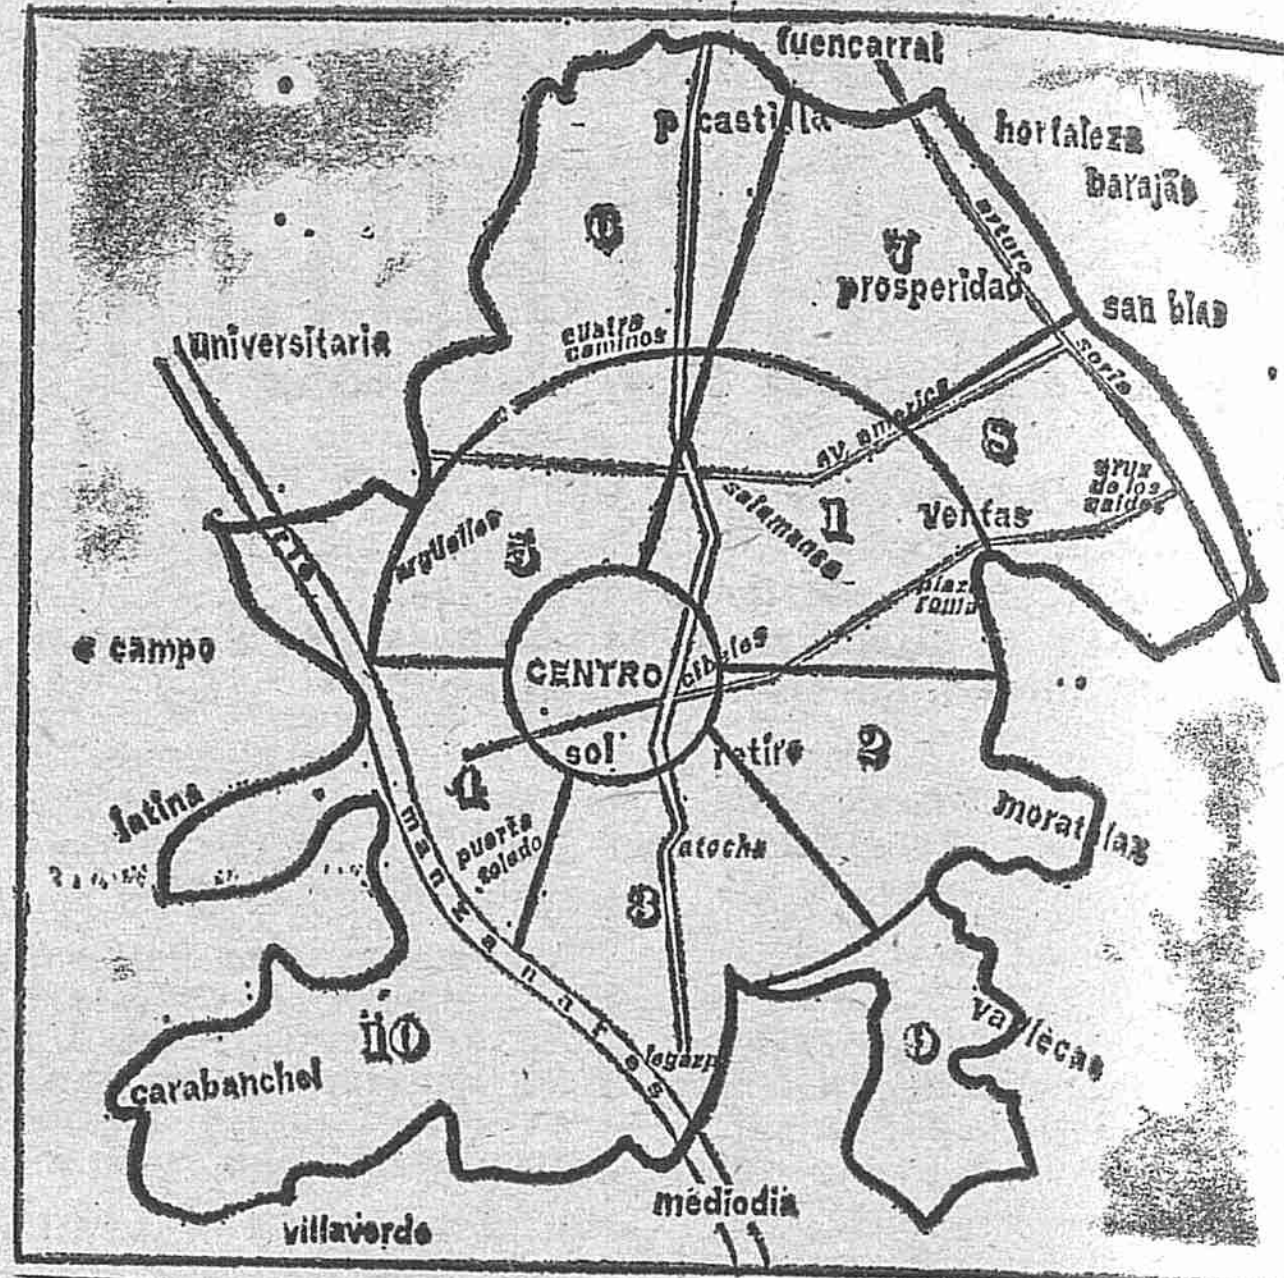 fuencarral
p castilla
hortaleza
barajas
arturo
6
7
prosperidad
san blas
universitaria
cuatro
caminos
soria
av. america
8
cruz
de los
caidos
salamanca
1
ventas
argüelles
5
rio
plaza
roma
campo
CENTRO
cibeles
sol
retiro
2
4
latina
moratalaz
puerta
toledo
manzanares
atocha
3
vallecas
10
9
legazpi
carabanchel
mediodia
villaverde